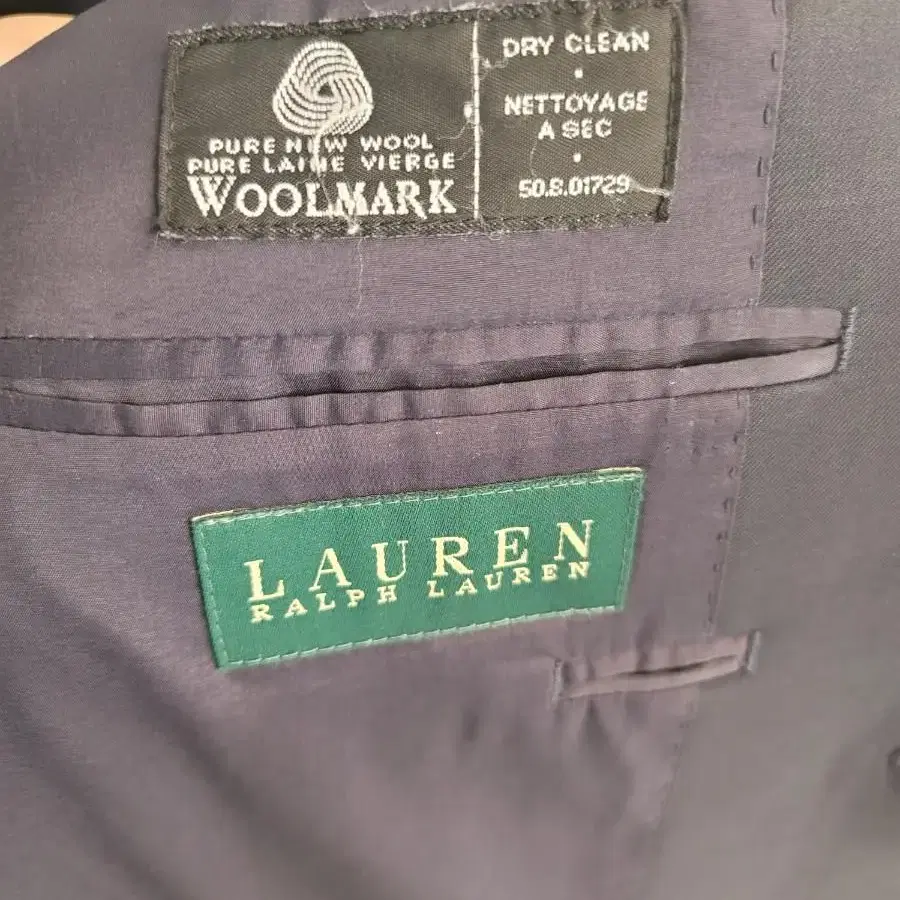 PURE NEW WOOL
PURE LAINE VIERGE
WOOLMARK
DRY CLEAN
•
NETTOYAGE
A SEC
•
50.8.01729
LAUREN
RALPH LAUREN